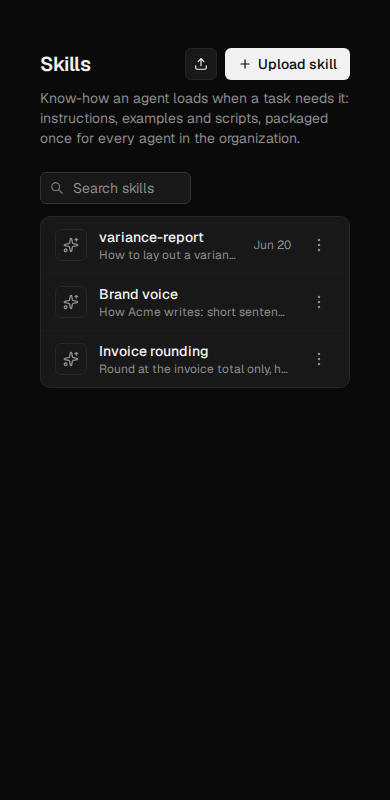 Skills
Upload skill
Know-how an agent loads when a task needs it:
instructions, examples and scripts, packaged
once for every agent in the organization.
Search skills
variance-report
Jun 20
How to lay out a varian…
Brand voice
How Acme writes: short senten…
Invoice rounding
Round at the invoice total only, h…